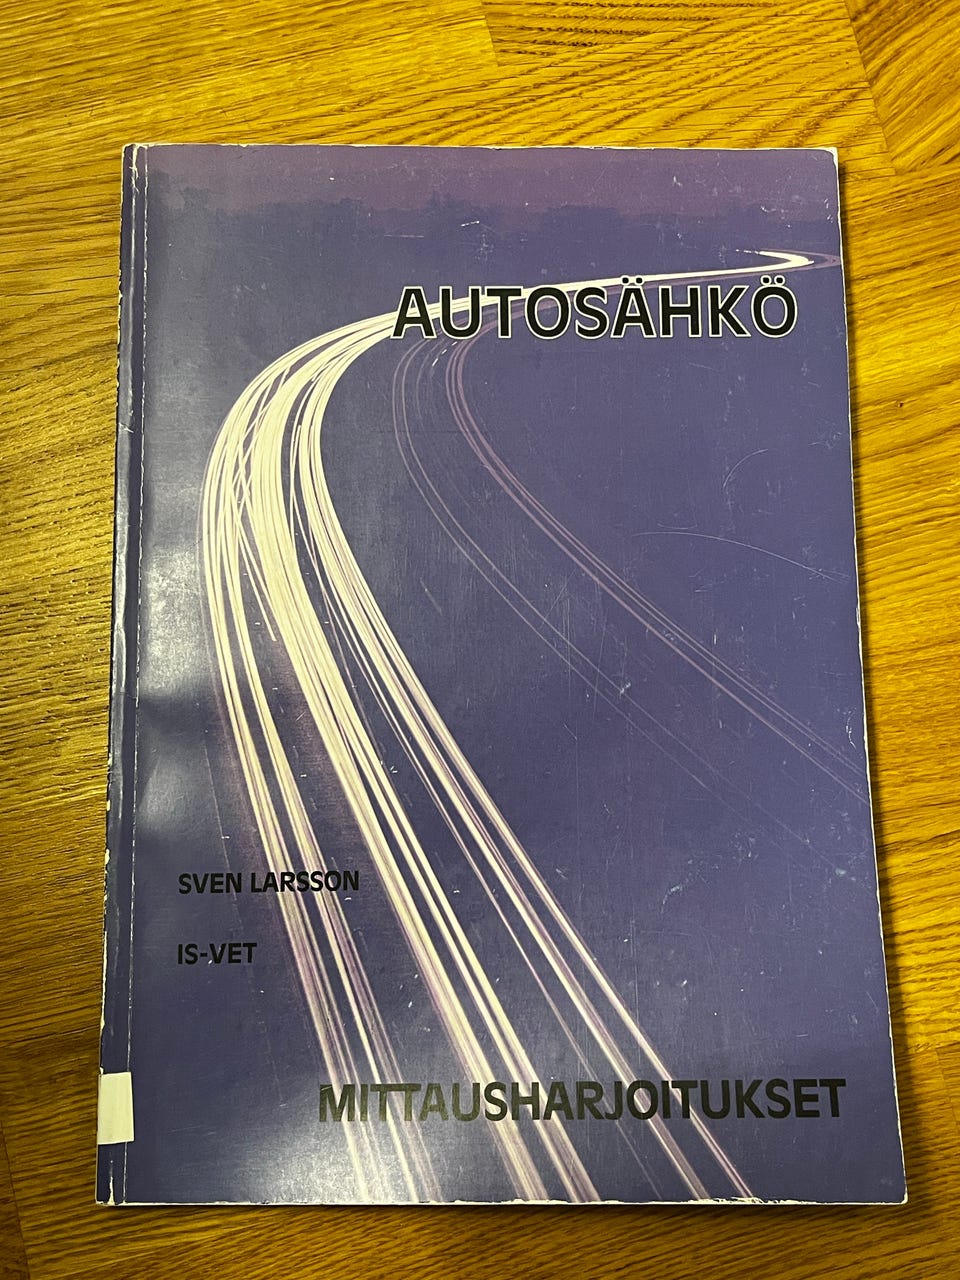 AUTOSÄHKÖ
SVEN LARSSON
IS-VET
MITTAUSHARJOITUKSET